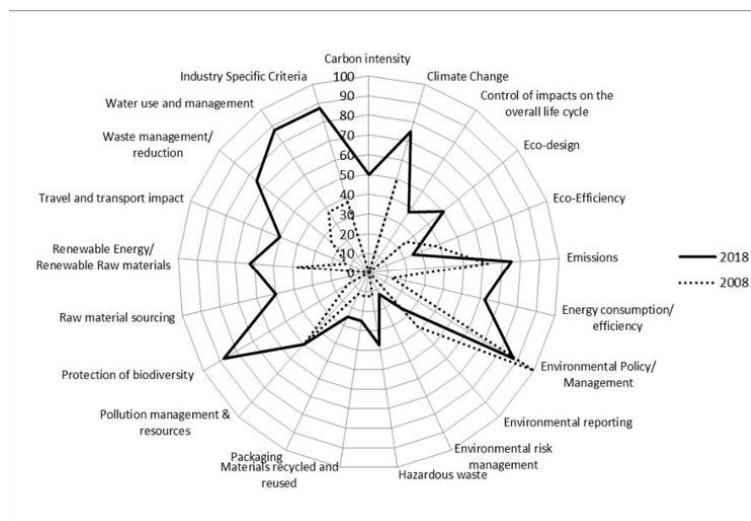 Carbon intensity
Climate Change
Control of impacts on the
overall life cycle
Eco-design
Eco-Efficiency
Emissions
Energy consumption/
efficiency
Environmental Policy/
Management
Environmental reporting
Environmental risk
management
Hazardous waste
Materials recycled and
reused
Packaging
Pollution management &
resources
Protection of biodiversity
Raw material sourcing
Renewable Energy/
Renewable Raw materials
Travel and transport impact
Waste management/
reduction
Water use and management
Industry Specific Criteria
100
90
80
70
60
50
40
30
20
10
0
2018
2008